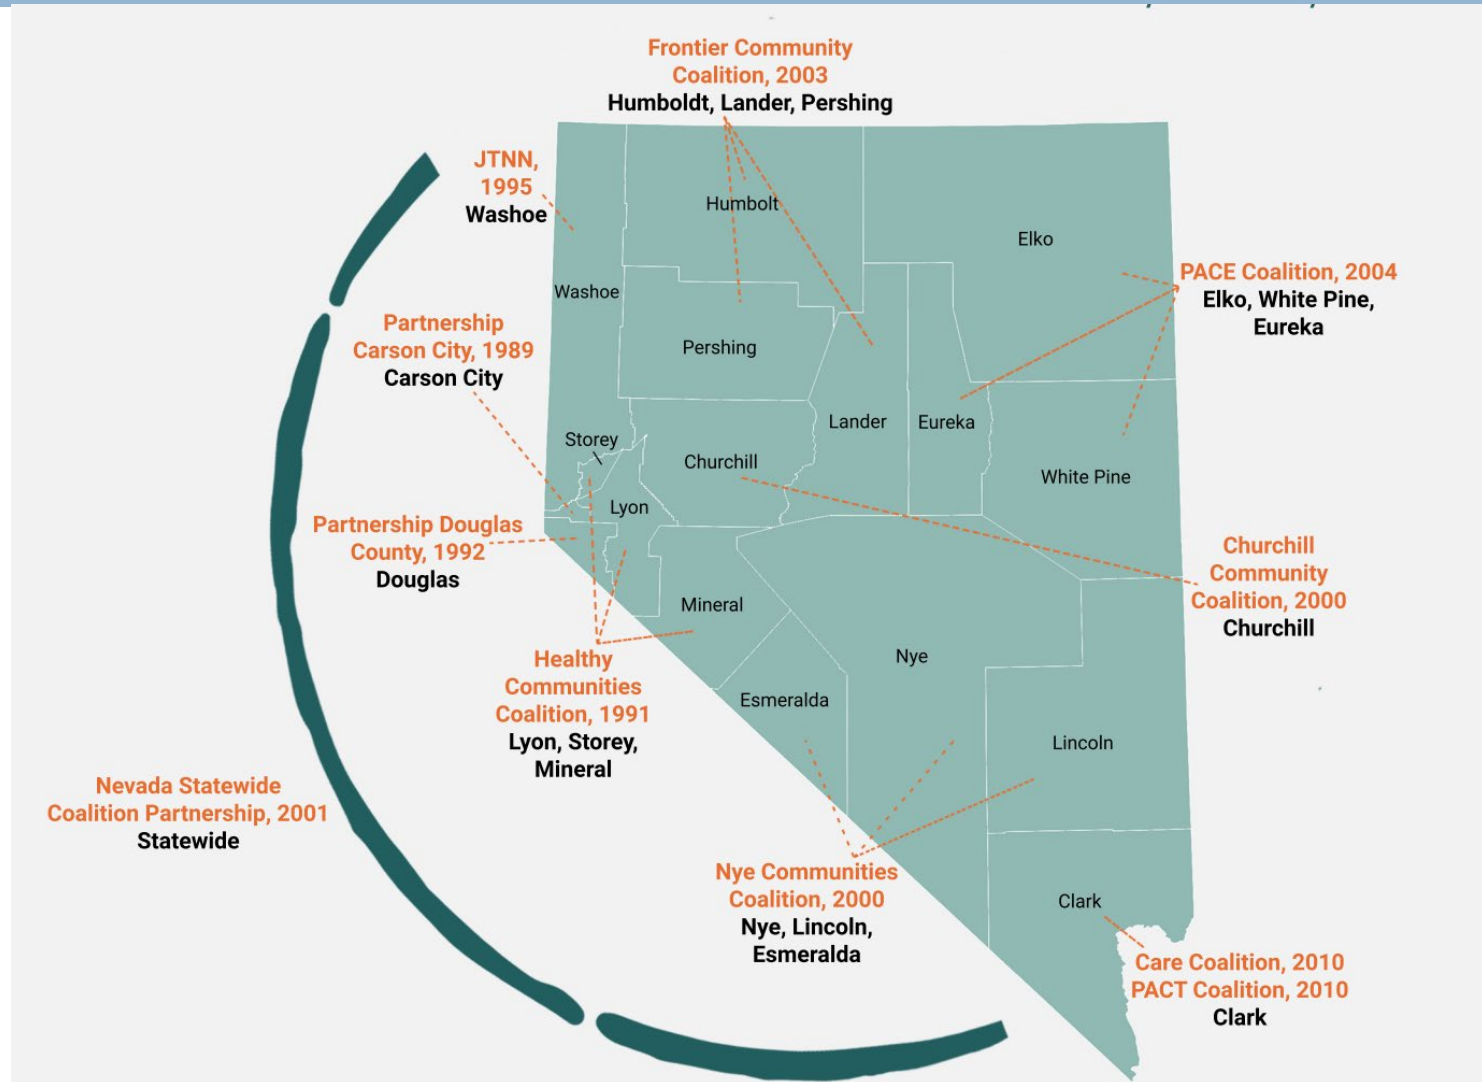 Frontier Community
Coalition, 2003
Humboldt, Lander, Pershing
JTNN,
1995
Washoe
Humbolt
Elko
Washoe
PACE Coalition, 2004
Elko, White Pine,
Eureka
Partnership
Carson City, 1989
Carson City
Pershing
Lander
Eureka
Storey
Churchill
White Pine
Lyon
Partnership Douglas
County, 1992
Douglas
Churchill
Community
Coalition, 2000
Churchill
Mineral
Nye
Healthy
Communities
Coalition, 1991
Lyon, Storey,
Mineral
Esmeralda
Lincoln
Nevada Statewide
Coalition Partnership, 2001
Statewide
Nye Communities
Coalition, 2000
Nye, Lincoln,
Esmeralda
Clark
Care Coalition, 2010
PACT Coalition, 2010
Clark